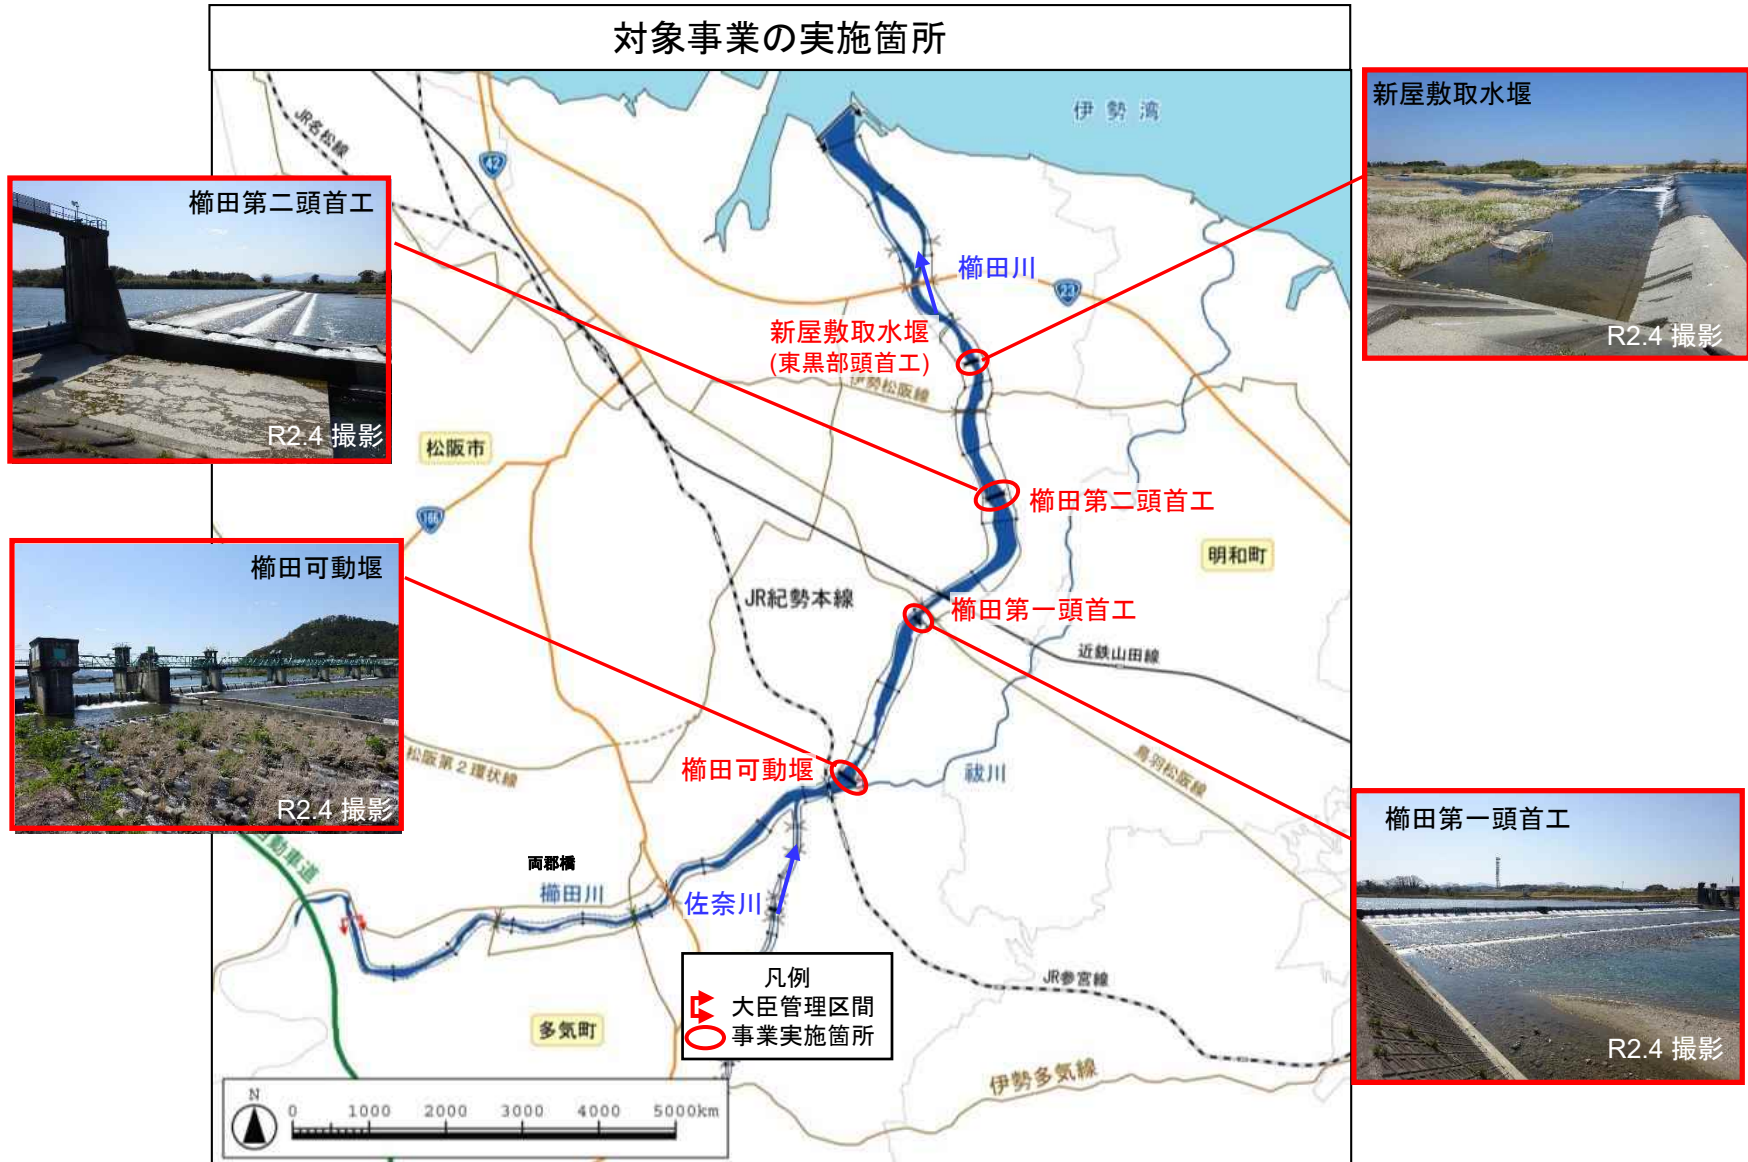 対象事業の実施箇所
新屋敷取水堰
R2.4 撮影
櫛田第二頭首工
R2.4 撮影
櫛田可動堰
R2.4 撮影
櫛田第一頭首工
R2.4 撮影
伊勢湾
JR名松線
42
櫛田川
23
新屋敷取水堰
(東黒部頭首工)
伊勢松阪線
松阪市
166
櫛田第二頭首工
明和町
JR紀勢本線
櫛田第一頭首工
近鉄山田線
松阪第2環状線
櫛田可動堰
祓川
鳥羽松阪線
動車道
両郡橋
櫛田川
佐奈川
JR参宮線
多気町
伊勢多気線
凡例
大臣管理区間
事業実施箇所
N
0 1000 2000 3000 4000 5000km